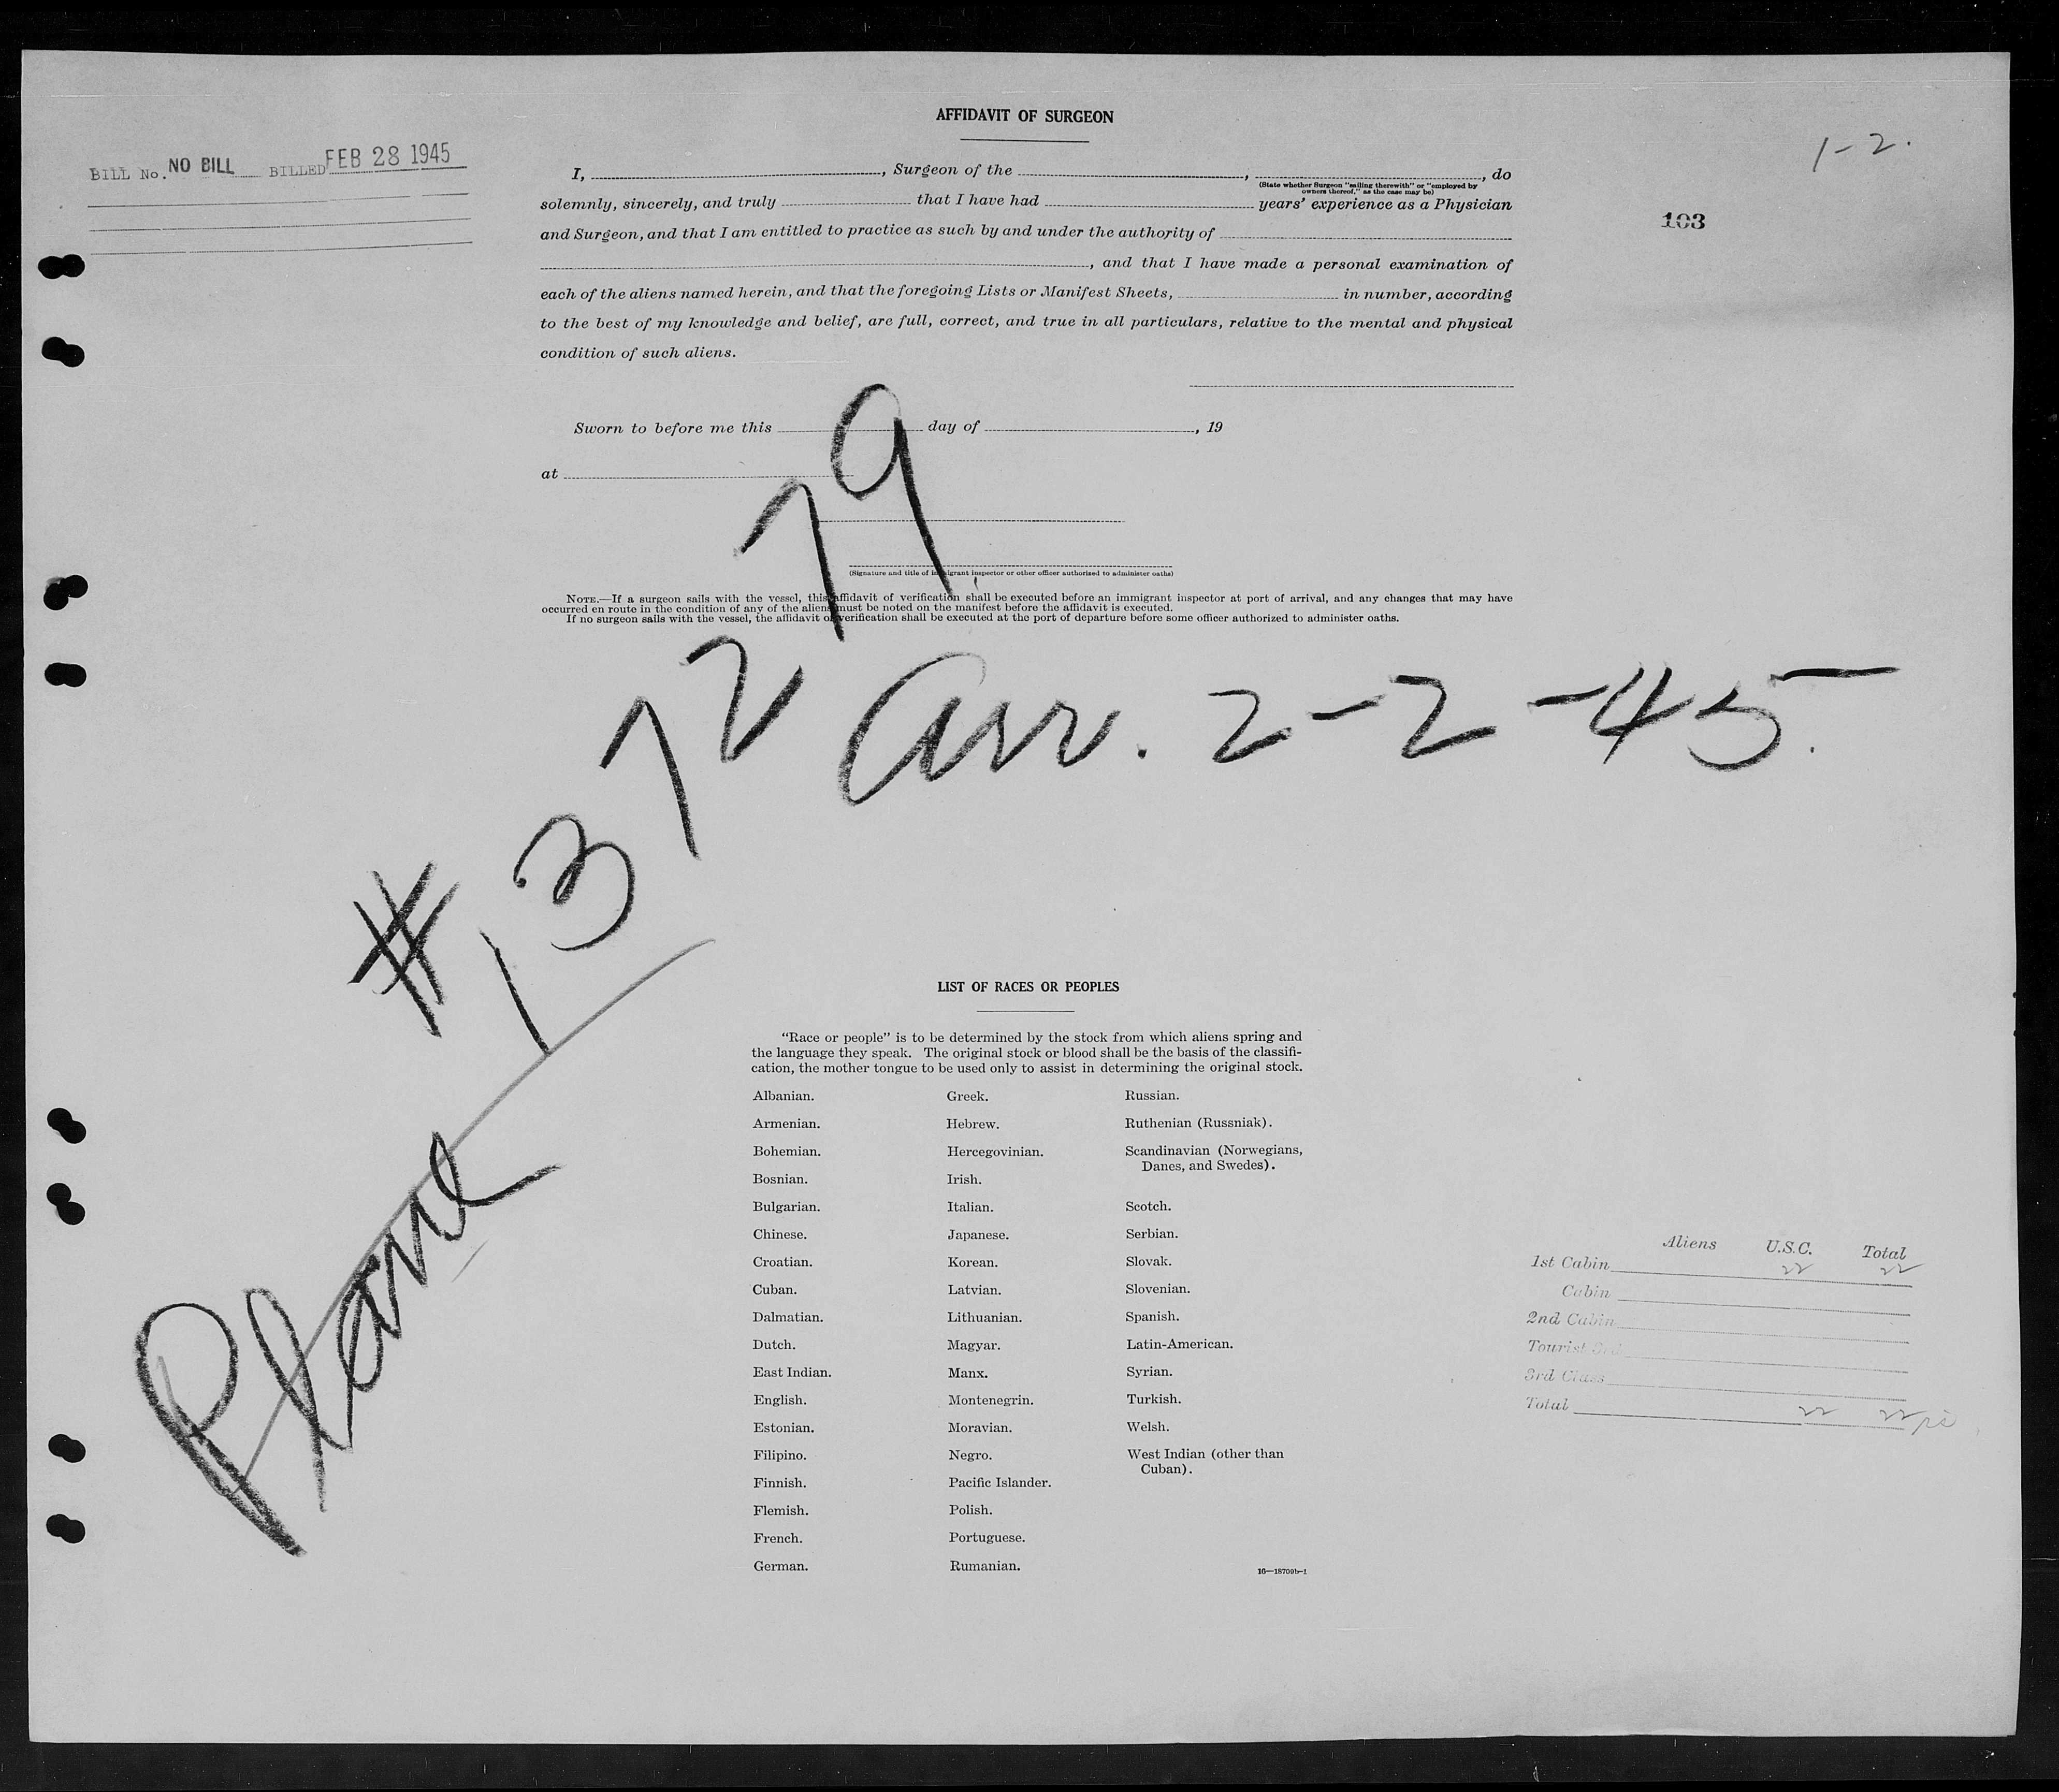 AFFIDAVIT OF SURGEON
1-2.
BILL No. NO BILL BILLED FEB 28 1945
I, , Surgeon of the , , do
(State whether Surgeon "sailing therewith" or "employed by
owners thereof," as the case may be)
solemnly, sincerely, and truly that I have had years' experience as a Physician
103
and Surgeon, and that I am entitled to practice as such by and under the authority of
, and that I have made a personal examination of
each of the aliens named herein, and that the foregoing Lists or Manifest Sheets, in number, according
to the best of my knowledge and belief, are full, correct, and true in all particulars, relative to the mental and physical
condition of such aliens.
Sworn to before me this day of , 19
at
(Signature and title of immigrant inspector or other officer authorized to administer oaths)
NOTE.—If a surgeon sails with the vessel, this affidavit of verification shall be executed before an immigrant inspector at port of arrival, and any changes that may have
occurred en route in the condition of any of the aliens must be noted on the manifest before the affidavit is executed.
If no surgeon sails with the vessel, the affidavit of verification shall be executed at the port of departure before some officer authorized to administer oaths.
Plane # 137279
Arr. 2-2-45.
LIST OF RACES OR PEOPLES
"Race or people" is to be determined by the stock from which aliens spring and
the language they speak. The original stock or blood shall be the basis of the classifi-
cation, the mother tongue to be used only to assist in determining the original stock.
Albanian.
Armenian.
Bohemian.
Bosnian.
Bulgarian.
Chinese.
Croatian.
Cuban.
Dalmatian.
Dutch.
East Indian.
English.
Estonian.
Filipino.
Finnish.
Flemish.
French.
German.
Greek.
Hebrew.
Hercegovinian.
Irish.
Italian.
Japanese.
Korean.
Latvian.
Lithuanian.
Magyar.
Manx.
Montenegrin.
Moravian.
Negro.
Pacific Islander.
Polish.
Portuguese.
Rumanian.
Russian.
Ruthenian (Russniak).
Scandinavian (Norwegians,
Danes, and Swedes).
Scotch.
Serbian.
Slovak.
Slovenian.
Spanish.
Latin-American.
Syrian.
Turkish.
Welsh.
West Indian (other than
Cuban).
16—18709b-1
Aliens U.S.C. Total
1st Cabin 22 22
Cabin
2nd Cabin
Tourist 3rd
3rd Class
Total 22 22